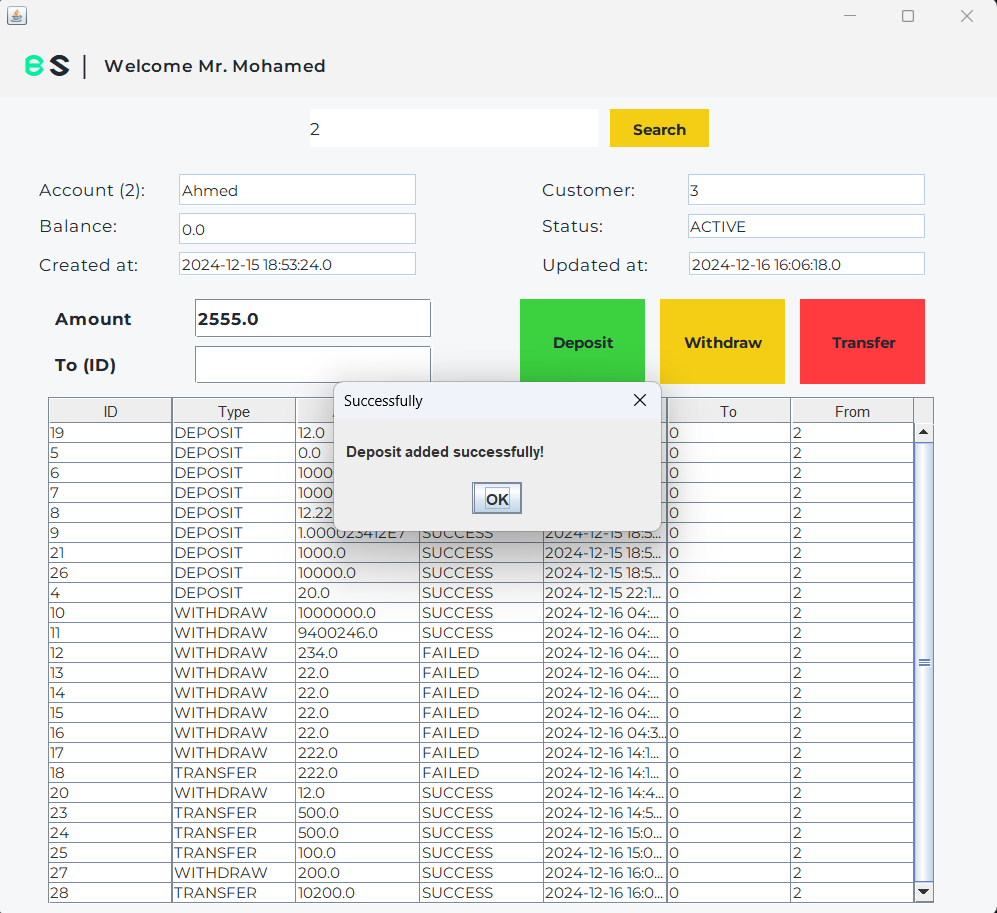 BS | Welcome Mr. Mohamed
2 Search
Account (2): Ahmed Customer: 3
Balance: 0.0 Status: ACTIVE
Created at: 2024-12-15 18:53:24.0 Updated at: 2024-12-16 16:06:18.0
Amount 2555.0
To (ID)
Deposit Withdraw Transfer
Successfully
Deposit added successfully!
OK
ID Type To From
19 DEPOSIT 12.0 0 2
5 DEPOSIT 0.0 0 2
6 DEPOSIT 1000 0 2
7 DEPOSIT 1000 0 2
8 DEPOSIT 12.22 0 2
9 DEPOSIT 1.000023412E7 SUCCESS 2024-12-15 18:5... 0 2
21 DEPOSIT 1000.0 SUCCESS 2024-12-15 18:5... 0 2
26 DEPOSIT 10000.0 SUCCESS 2024-12-15 18:5... 0 2
4 DEPOSIT 20.0 SUCCESS 2024-12-15 22:1... 0 2
10 WITHDRAW 1000000.0 SUCCESS 2024-12-16 04:... 0 2
11 WITHDRAW 9400246.0 SUCCESS 2024-12-16 04:... 0 2
12 WITHDRAW 234.0 FAILED 2024-12-16 04:... 0 2
13 WITHDRAW 22.0 FAILED 2024-12-16 04:... 0 2
14 WITHDRAW 22.0 FAILED 2024-12-16 04:... 0 2
15 WITHDRAW 22.0 FAILED 2024-12-16 04:... 0 2
16 WITHDRAW 22.0 FAILED 2024-12-16 04:3... 0 2
17 WITHDRAW 222.0 FAILED 2024-12-16 14:1... 0 2
18 TRANSFER 222.0 FAILED 2024-12-16 14:1... 0 2
20 WITHDRAW 12.0 SUCCESS 2024-12-16 14:4... 0 2
23 TRANSFER 500.0 SUCCESS 2024-12-16 14:5... 0 2
24 TRANSFER 500.0 SUCCESS 2024-12-16 15:0... 0 2
25 TRANSFER 100.0 SUCCESS 2024-12-16 15:0... 0 2
27 WITHDRAW 200.0 SUCCESS 2024-12-16 16:0... 0 2
28 TRANSFER 10200.0 SUCCESS 2024-12-16 16:0... 0 2